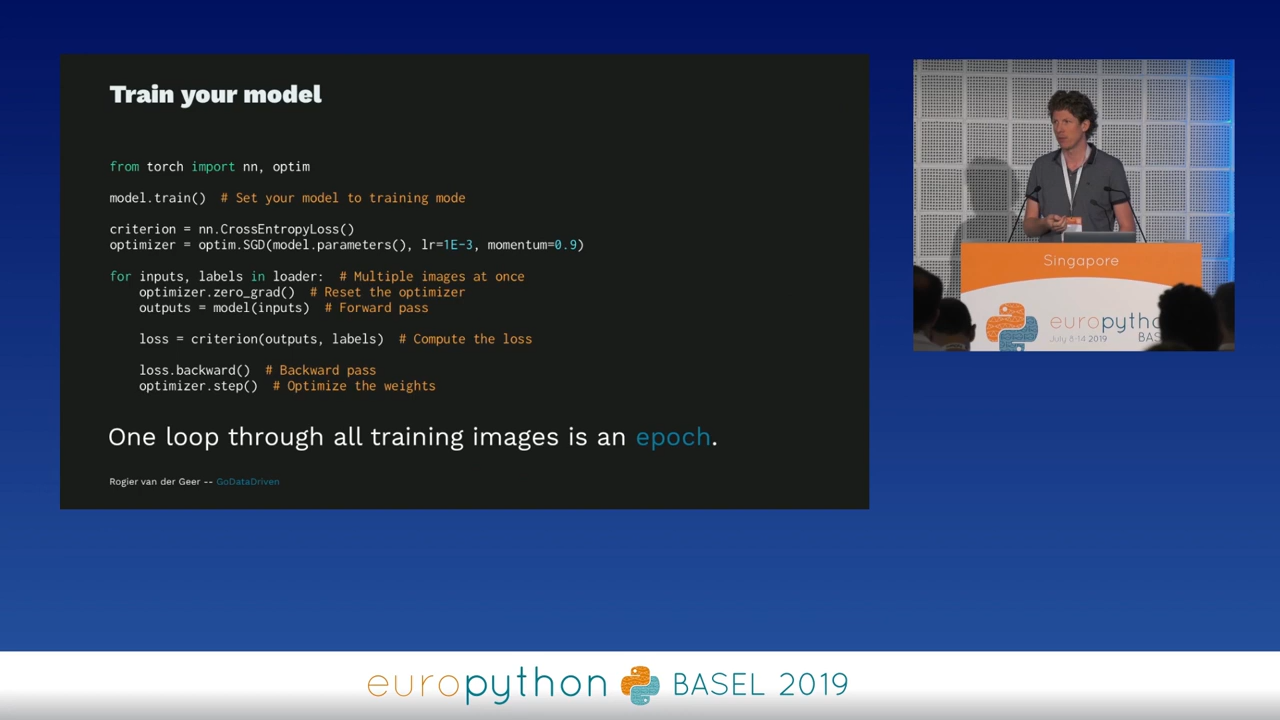 Train your model
from torch import nn, optim
model.train()  # Set your model to training mode
criterion = nn.CrossEntropyLoss()
optimizer = optim.SGD(model.parameters(), lr=1E-3, momentum=0.9)
for inputs, labels in loader:  # Multiple images at once
    optimizer.zero_grad()  # Reset the optimizer
    outputs = model(inputs)  # Forward pass
    loss = criterion(outputs, labels)  # Compute the loss
    loss.backward()  # Backward pass
    optimizer.step()  # Optimize the weights
One loop through all training images is an epoch.
Rogier van der Geer -- GoDataDriven
Singapore
europytho
July 8-14 2019 BAS
europython BASEL 2019